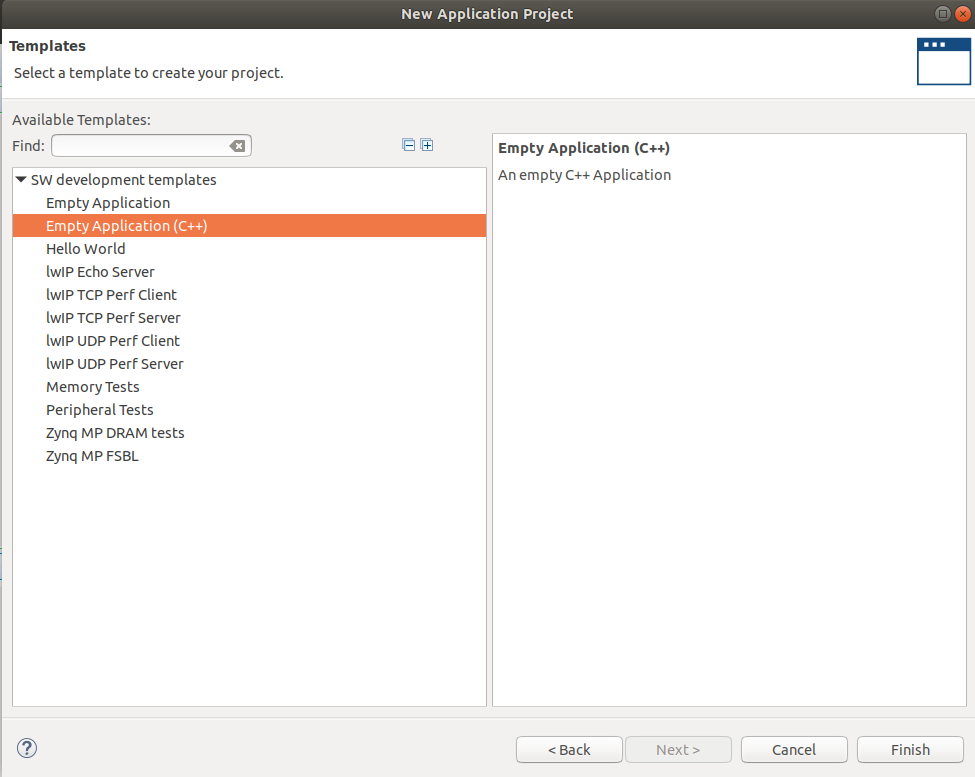 New Application Project
Templates
Select a template to create your project.
Available Templates:
Find:
SW development templates
Empty Application
Empty Application (C++)
Hello World
lwIP Echo Server
lwIP TCP Perf Client
lwIP TCP Perf Server
lwIP UDP Perf Client
lwIP UDP Perf Server
Memory Tests
Peripheral Tests
Zynq MP DRAM tests
Zynq MP FSBL
Empty Application (C++)
An empty C++ Application
?
< Back
Next >
Cancel
Finish